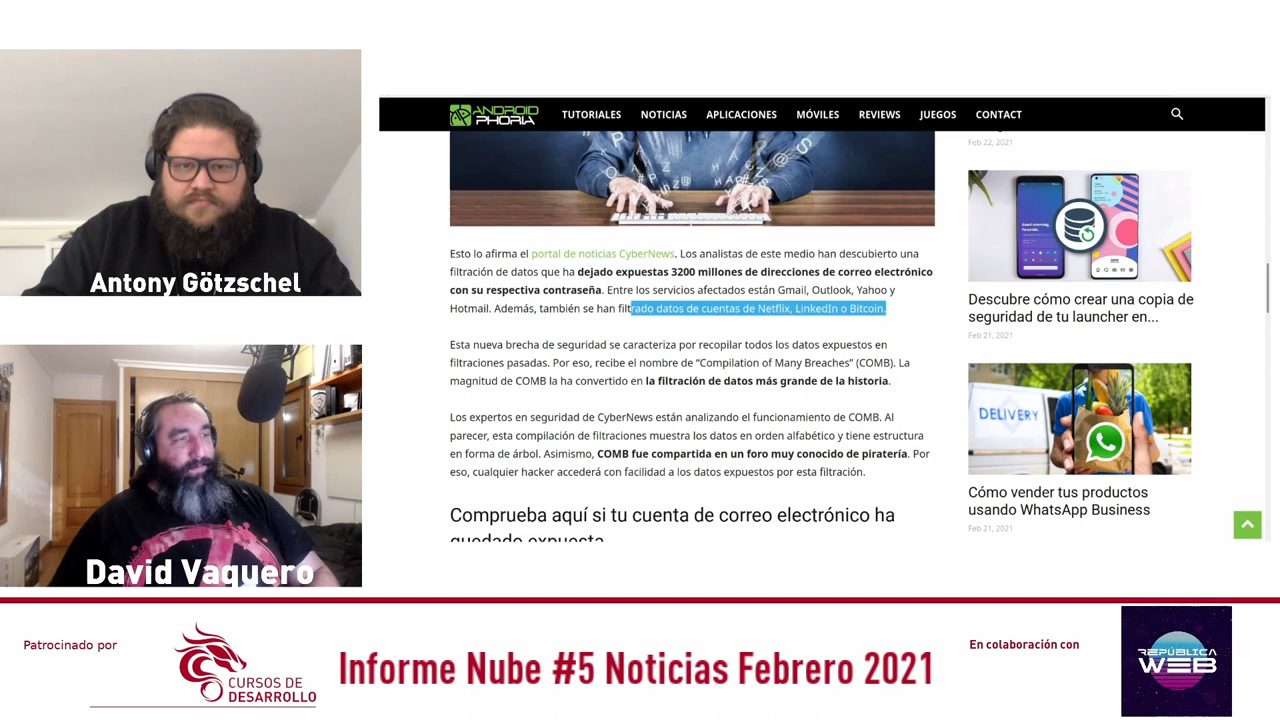 Antony Götzschel
David Vaquero
ANDROID
PHORIA
TUTORIALES
NOTICIAS
APLICACIONES
MÓVILES
REVIEWS
JUEGOS
CONTACT
Esto lo afirma el portal de noticias CyberNews. Los analistas de este medio han descubierto una
filtración de datos que ha dejado expuestas 3200 millones de direcciones de correo electrónico
con su respectiva contraseña. Entre los servicios afectados están Gmail, Outlook, Yahoo y
Hotmail. Además, también se han filtrado datos de cuentas de Netflix, LinkedIn o Bitcoin.
Esta nueva brecha de seguridad se caracteriza por recopilar todos los datos expuestos en
filtraciones pasadas. Por eso, recibe el nombre de “Compilation of Many Breaches” (COMB). La
magnitud de COMB la ha convertido en la filtración de datos más grande de la historia.
Los expertos en seguridad de CyberNews están analizando el funcionamiento de COMB. Al
parecer, esta compilación de filtraciones muestra los datos en orden alfabético y tiene estructura
en forma de árbol. Asimismo, COMB fue compartida en un foro muy conocido de piratería. Por
eso, cualquier hacker accederá con facilidad a los datos expuestos por esta filtración.
Comprueba aquí si tu cuenta de correo electrónico ha
quedado expuesta
Feb 22, 2021
Descubre cómo crear una copia de
seguridad de tu launcher en...
Feb 21, 2021
DELIVERY
Cómo vender tus productos
usando WhatsApp Business
Feb 21, 2021
Patrocinado por
CURSOS DE
DESARROLLO
Informe Nube #5 Noticias Febrero 2021
En colaboración con
REPÚBLICA
WEB